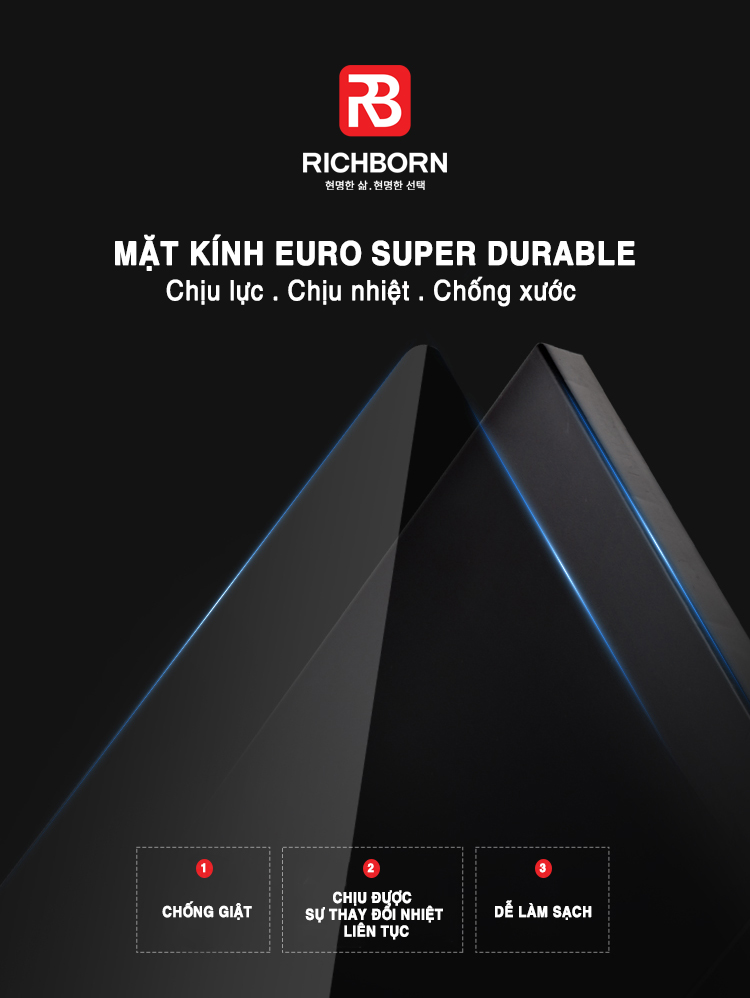 RB
RICHBORN
현명한 삶.현명한 선택
MẶT KÍNH EURO SUPER DURABLE
Chịu lực . Chịu nhiệt . Chống xước
1
CHỐNG GIẬT
2
CHỊU ĐƯỢC
SỰ THAY ĐỔI NHIỆT
LIÊN TỤC
3
DỄ LÀM SẠCH